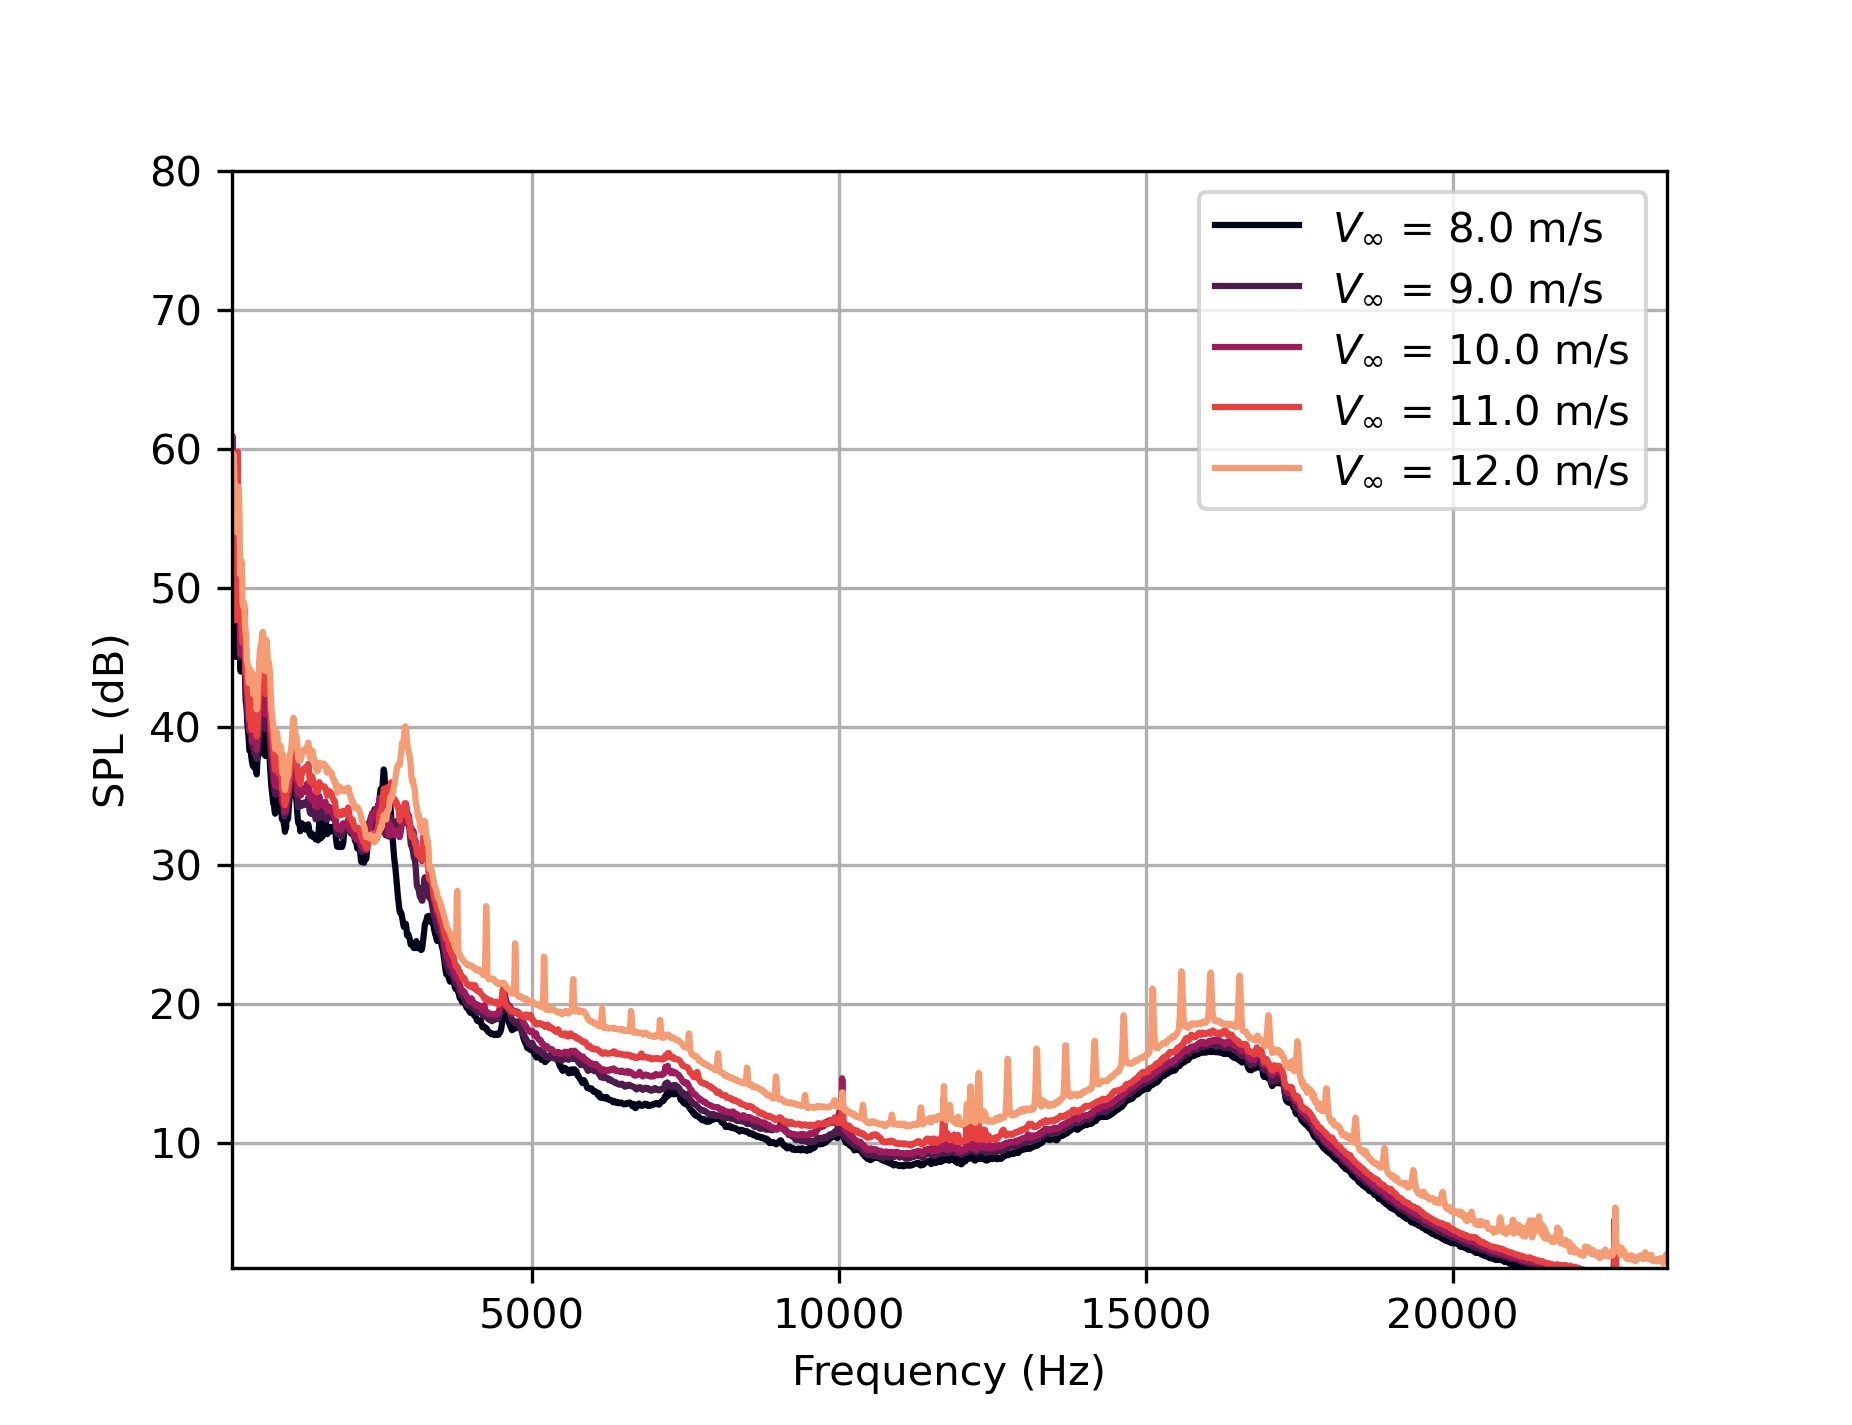 80
70
60
50
40
30
20
10
SPL (dB)
5000 10000 15000 20000
Frequency (Hz)
V∞ = 8.0 m/s
V∞ = 9.0 m/s
V∞ = 10.0 m/s
V∞ = 11.0 m/s
V∞ = 12.0 m/s